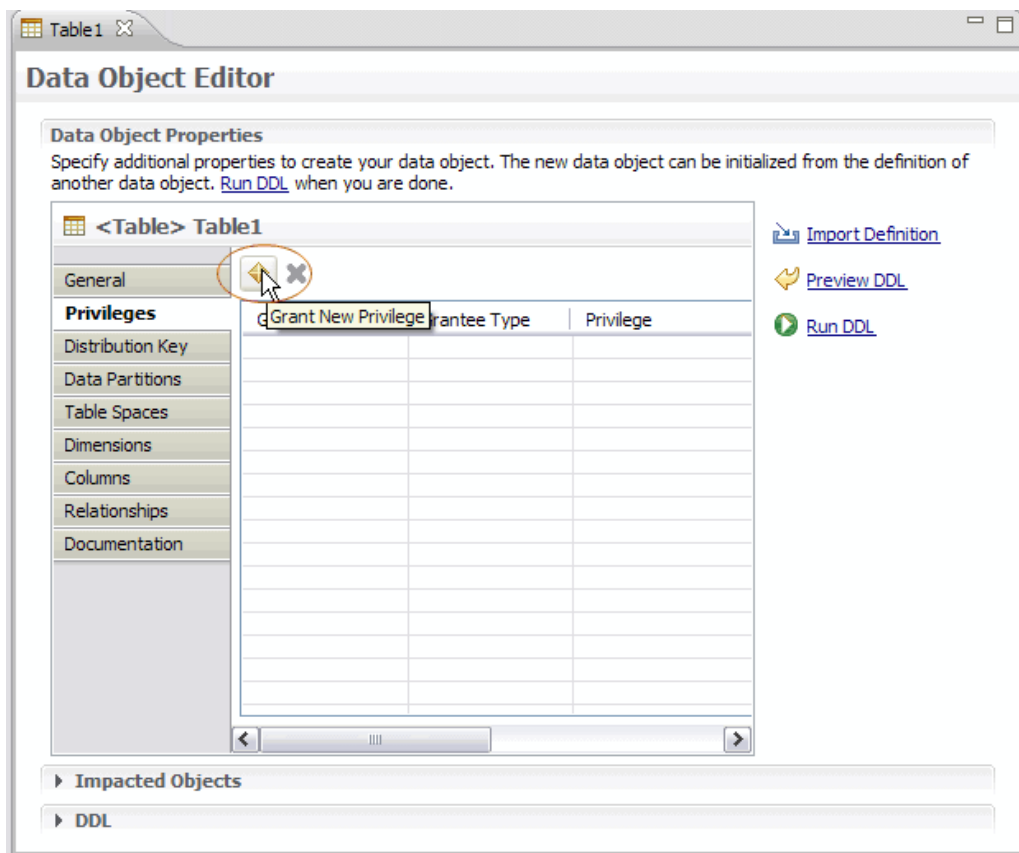 Table1
Data Object Editor
Data Object Properties
Specify additional properties to create your data object. The new data object can be initialized from the definition of
another data object. Run DDL when you are done.
<Table> Table1
Import Definition
Preview DDL
Run DDL
General
Privileges
Distribution Key
Data Partitions
Table Spaces
Dimensions
Columns
Relationships
Documentation
Grant New Privilege
Type
Privilege
Impacted Objects
DDL